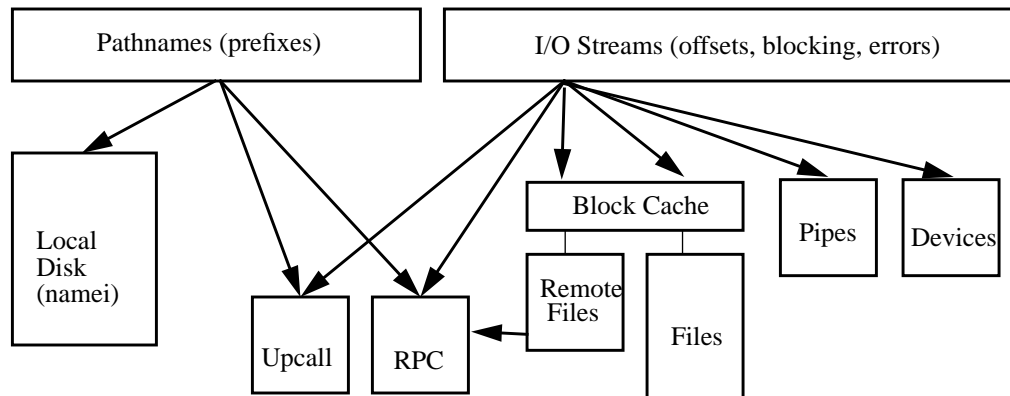 Pathnames (prefixes)
I/O Streams (offsets, blocking, errors)
Local
Disk
(namei)
Upcall
RPC
Block Cache
Remote
Files
Files
Pipes
Devices